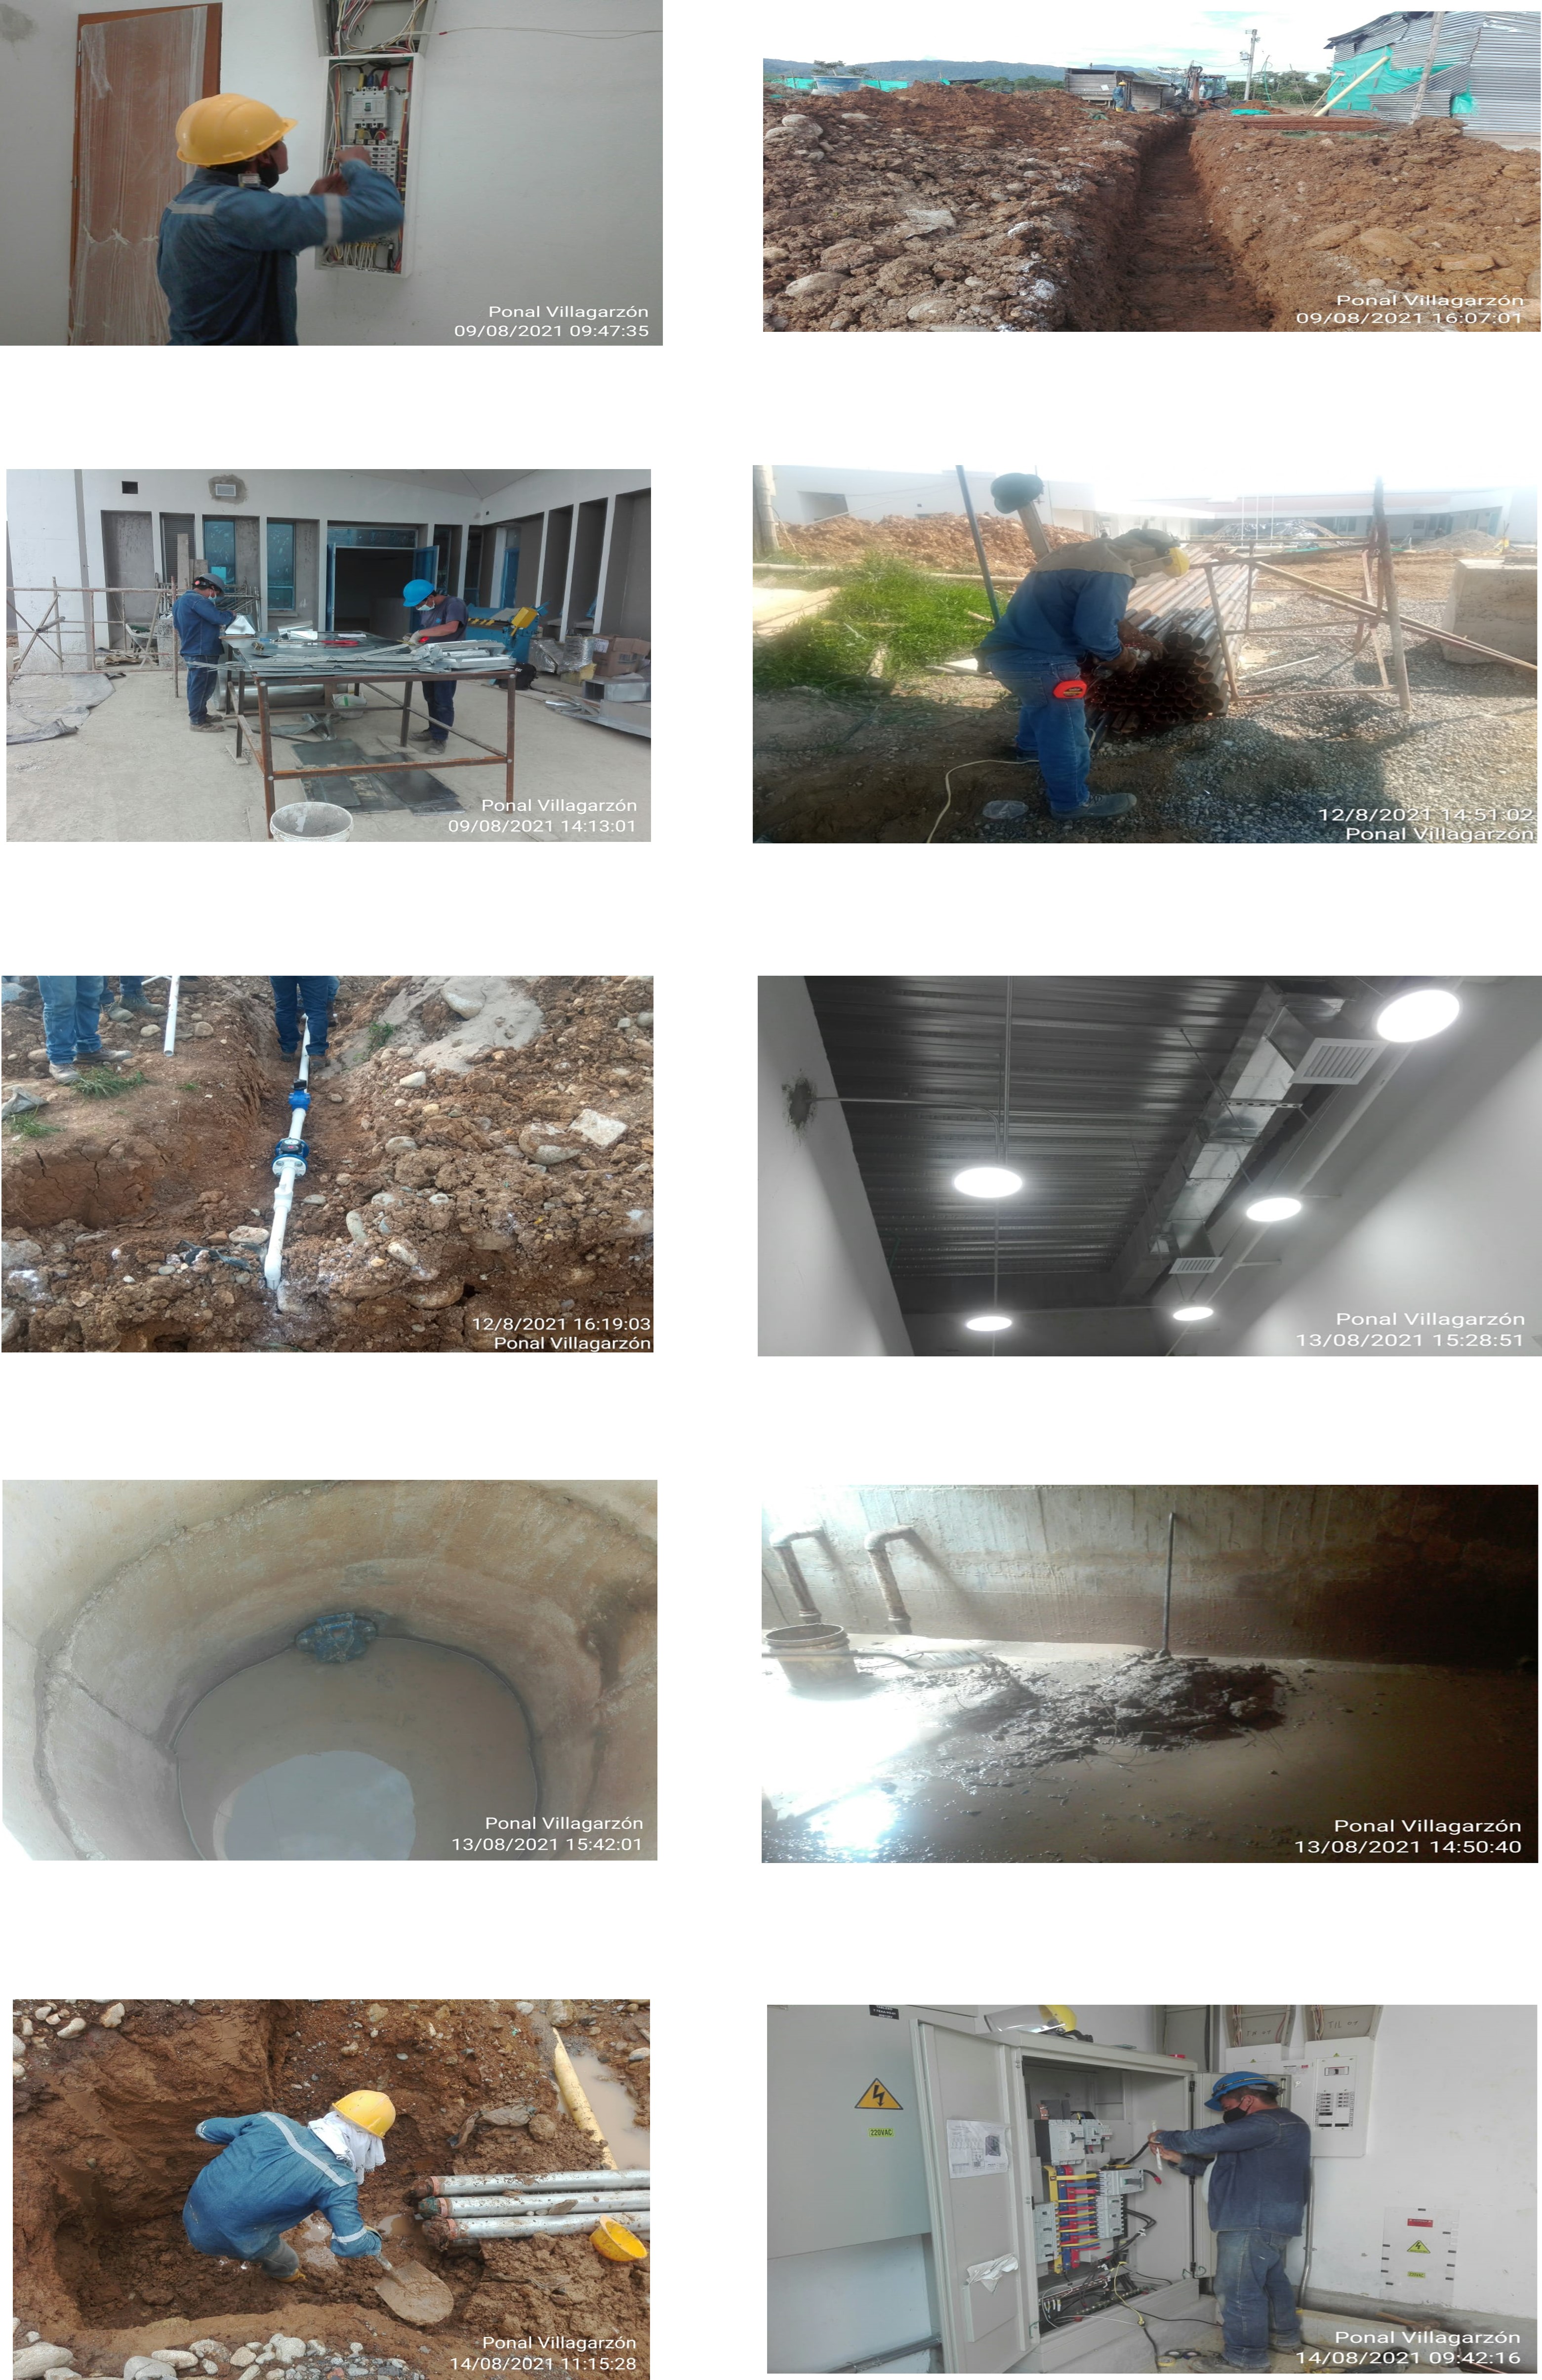 Ponal Villagarzón
09/08/2021 09:47:35
Ponal Villagarzón
09/08/2021 16:07:01
Ponal Villagarzón
09/08/2021 14:13:01
12/8/2021 14:51:02
Ponal Villagarzón
12/8/2021 16:19:03
Ponal Villagarzón
Ponal Villagarzón
13/08/2021 15:28:51
Ponal Villagarzón
13/08/2021 15:42:01
Ponal Villagarzón
13/08/2021 14:50:40
Ponal Villagarzón
14/08/2021 11:15:28
220VAC
Ponal Villagarzón
14/08/2021 09:42:16